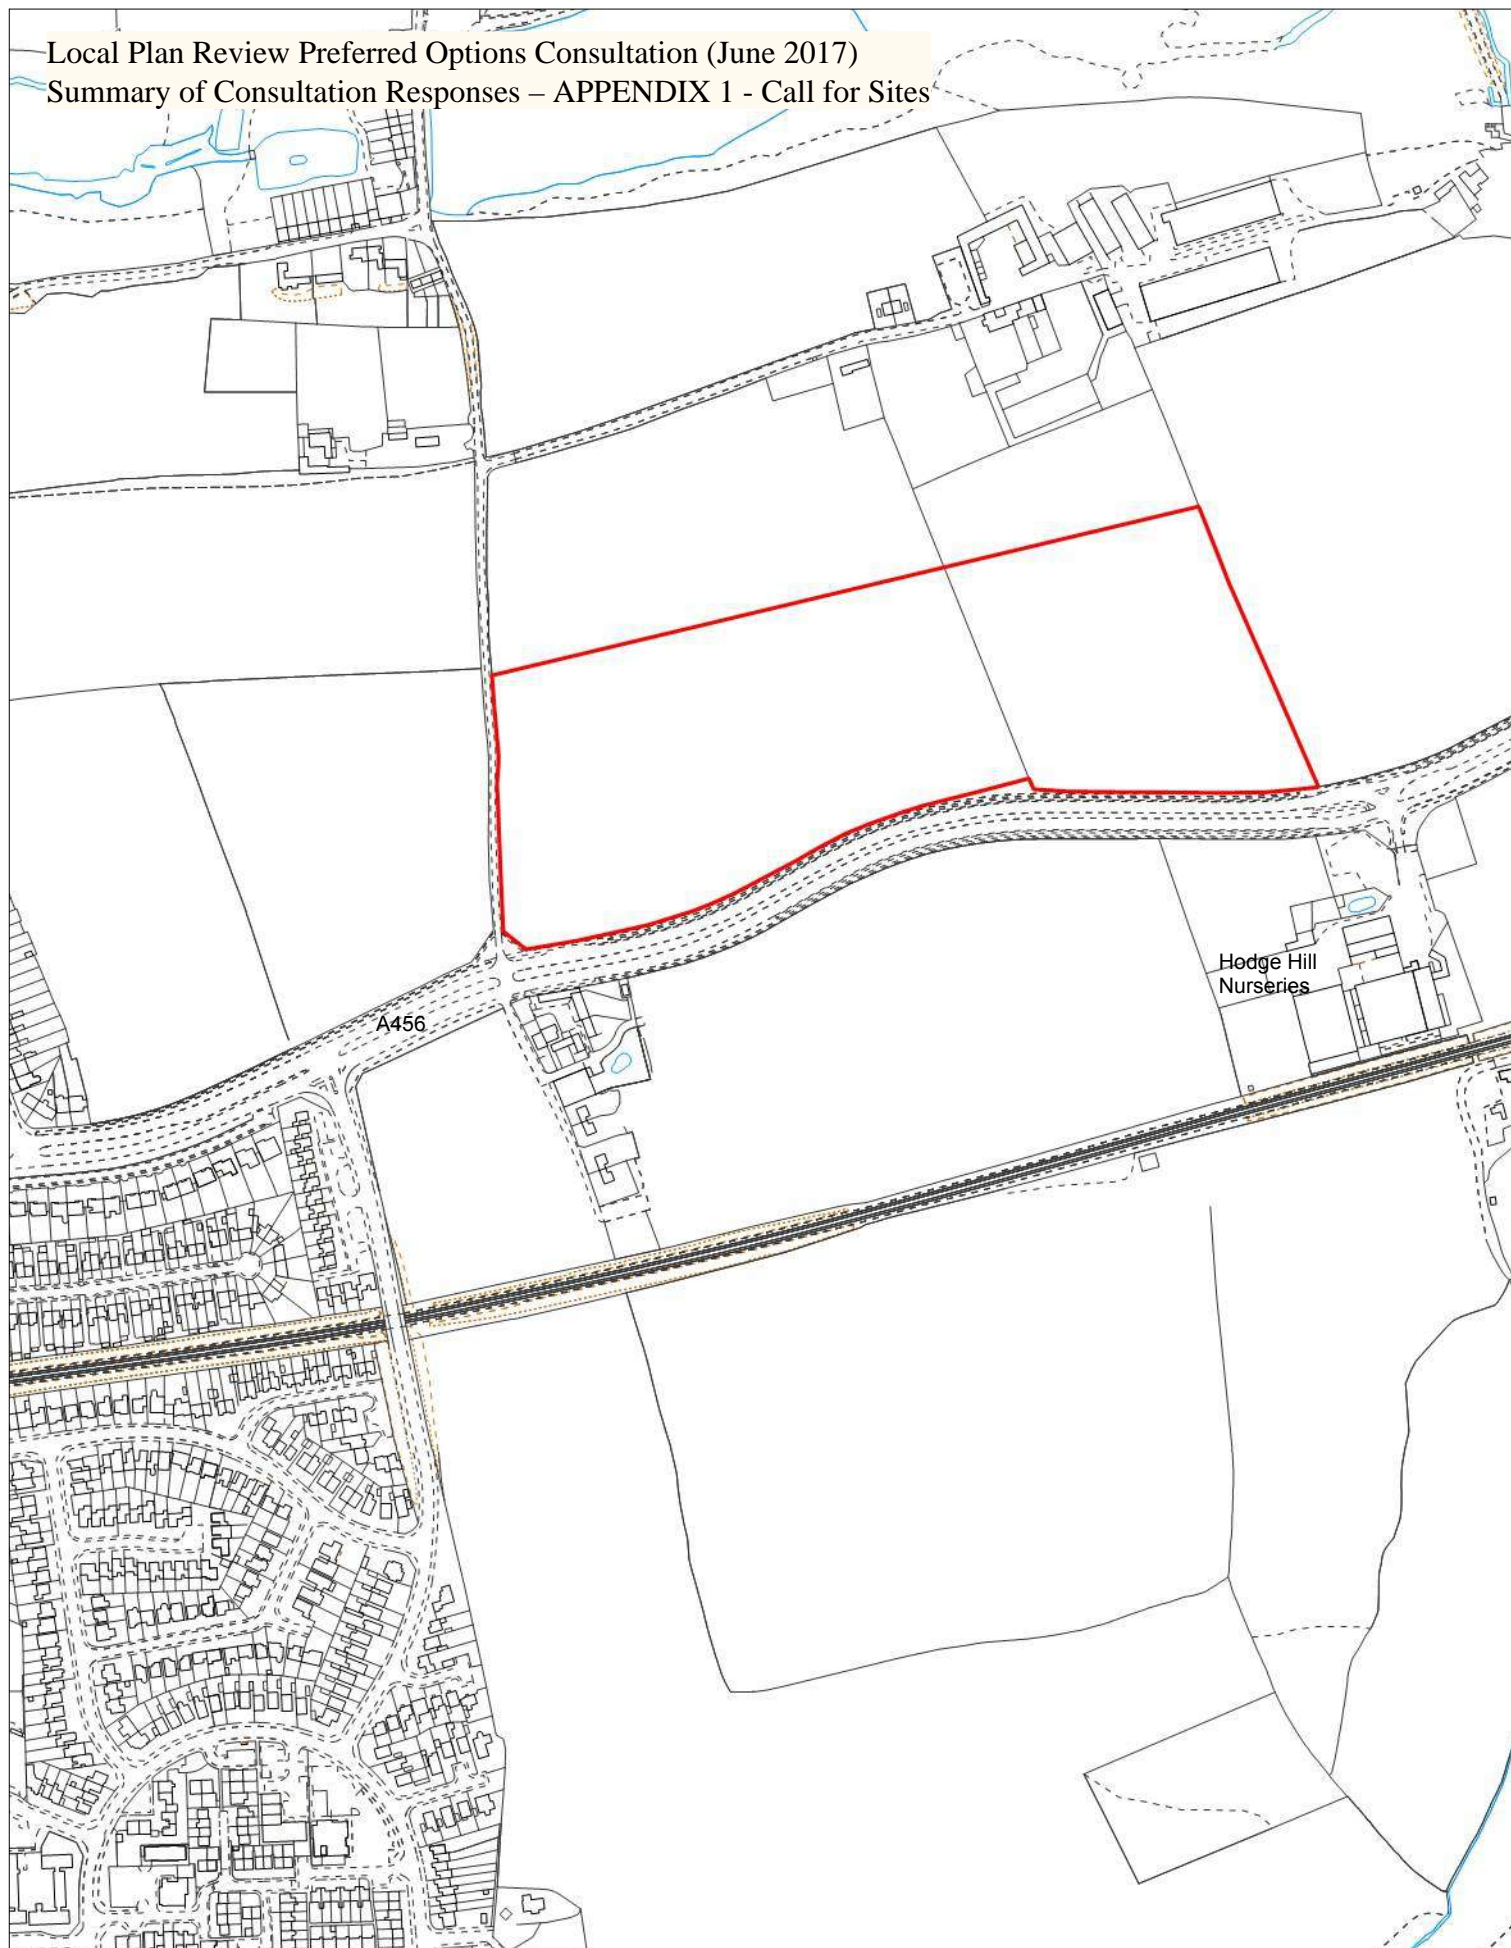 Local Plan Review Preferred Options Consultation (June 2017)
Summary of Consultation Responses – APPENDIX 1 - Call for Sites
Hodge Hill
Nurseries
A456